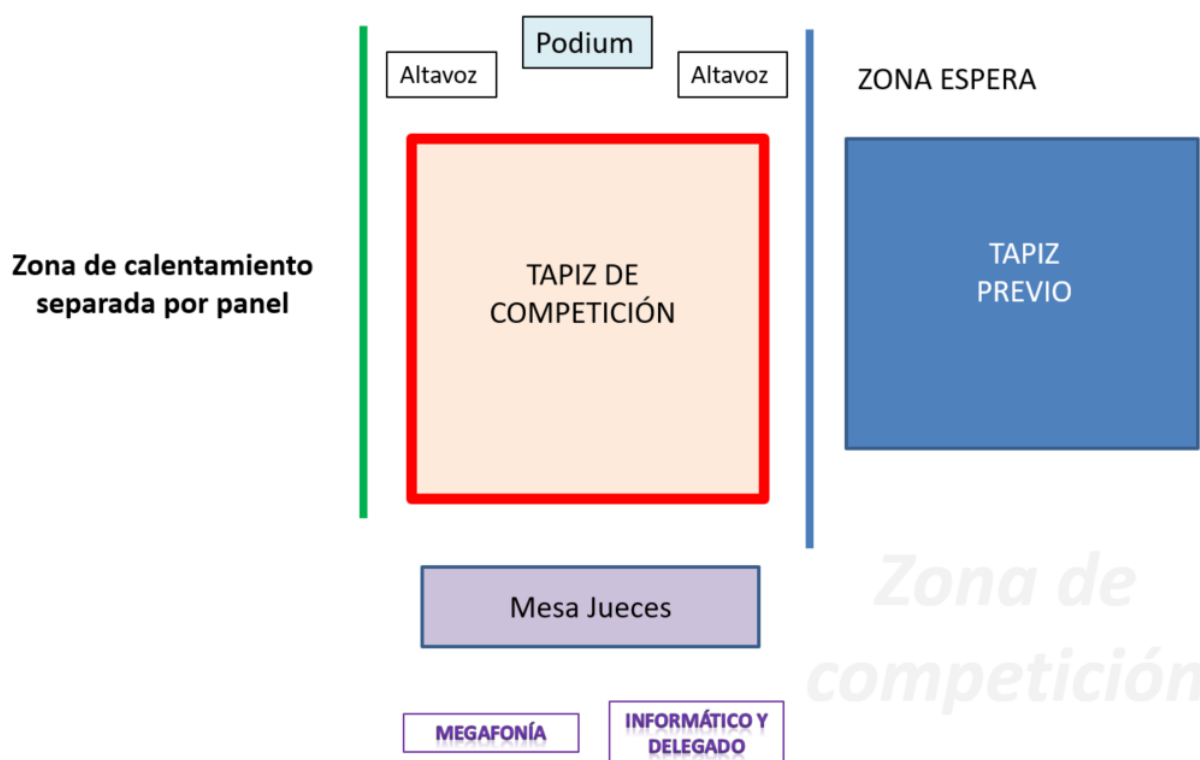 Podium
Altavoz
Altavoz
ZONA ESPERA
Zona de calentamiento
separada por panel
TAPIZ DE
COMPETICIÓN
TAPIZ
PREVIO
Mesa Jueces
Zona de
competición
MEGAFONÍA
INFORMÁTICO Y
DELEGADO